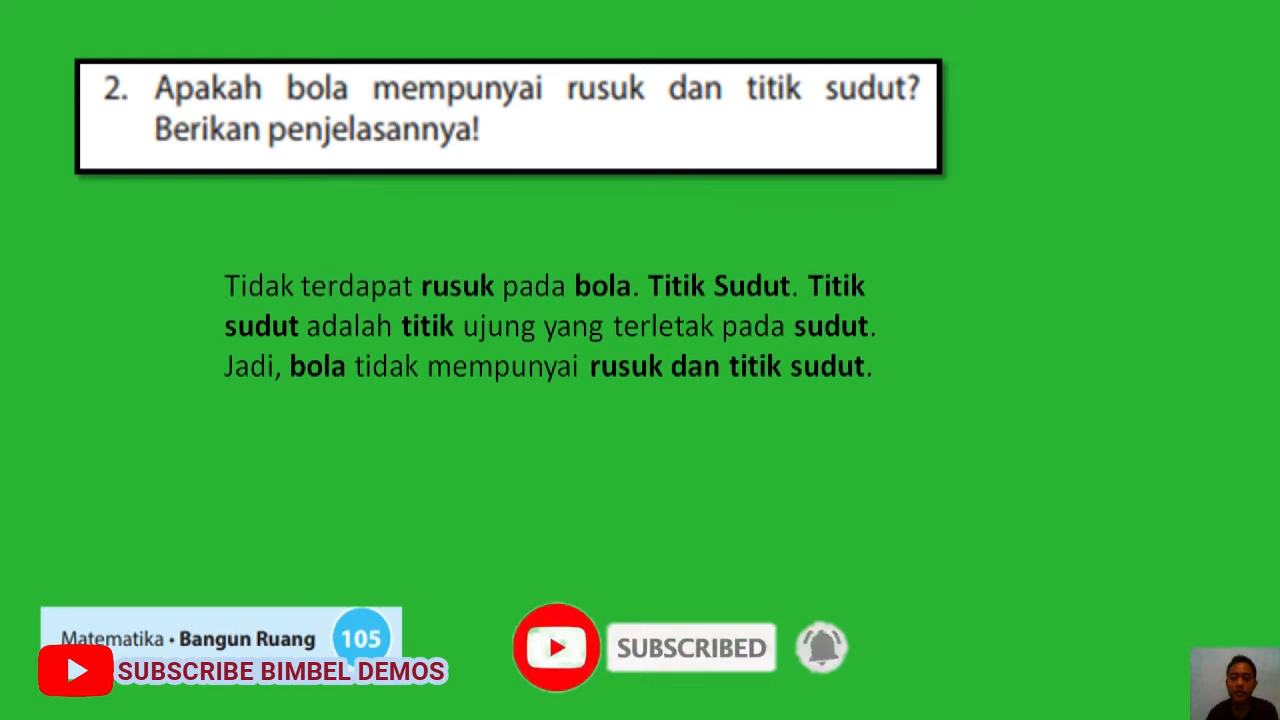 2. Apakah bola mempunyai rusuk dan titik sudut?
Berikan penjelasannya!
Tidak terdapat rusuk pada bola. Titik Sudut. Titik
sudut adalah titik ujung yang terletak pada sudut.
Jadi, bola tidak mempunyai rusuk dan titik sudut.
Matematika • Bangun Ruang 105
SUBSCRIBE BIMBEL DEMOS
SUBSCRIBED